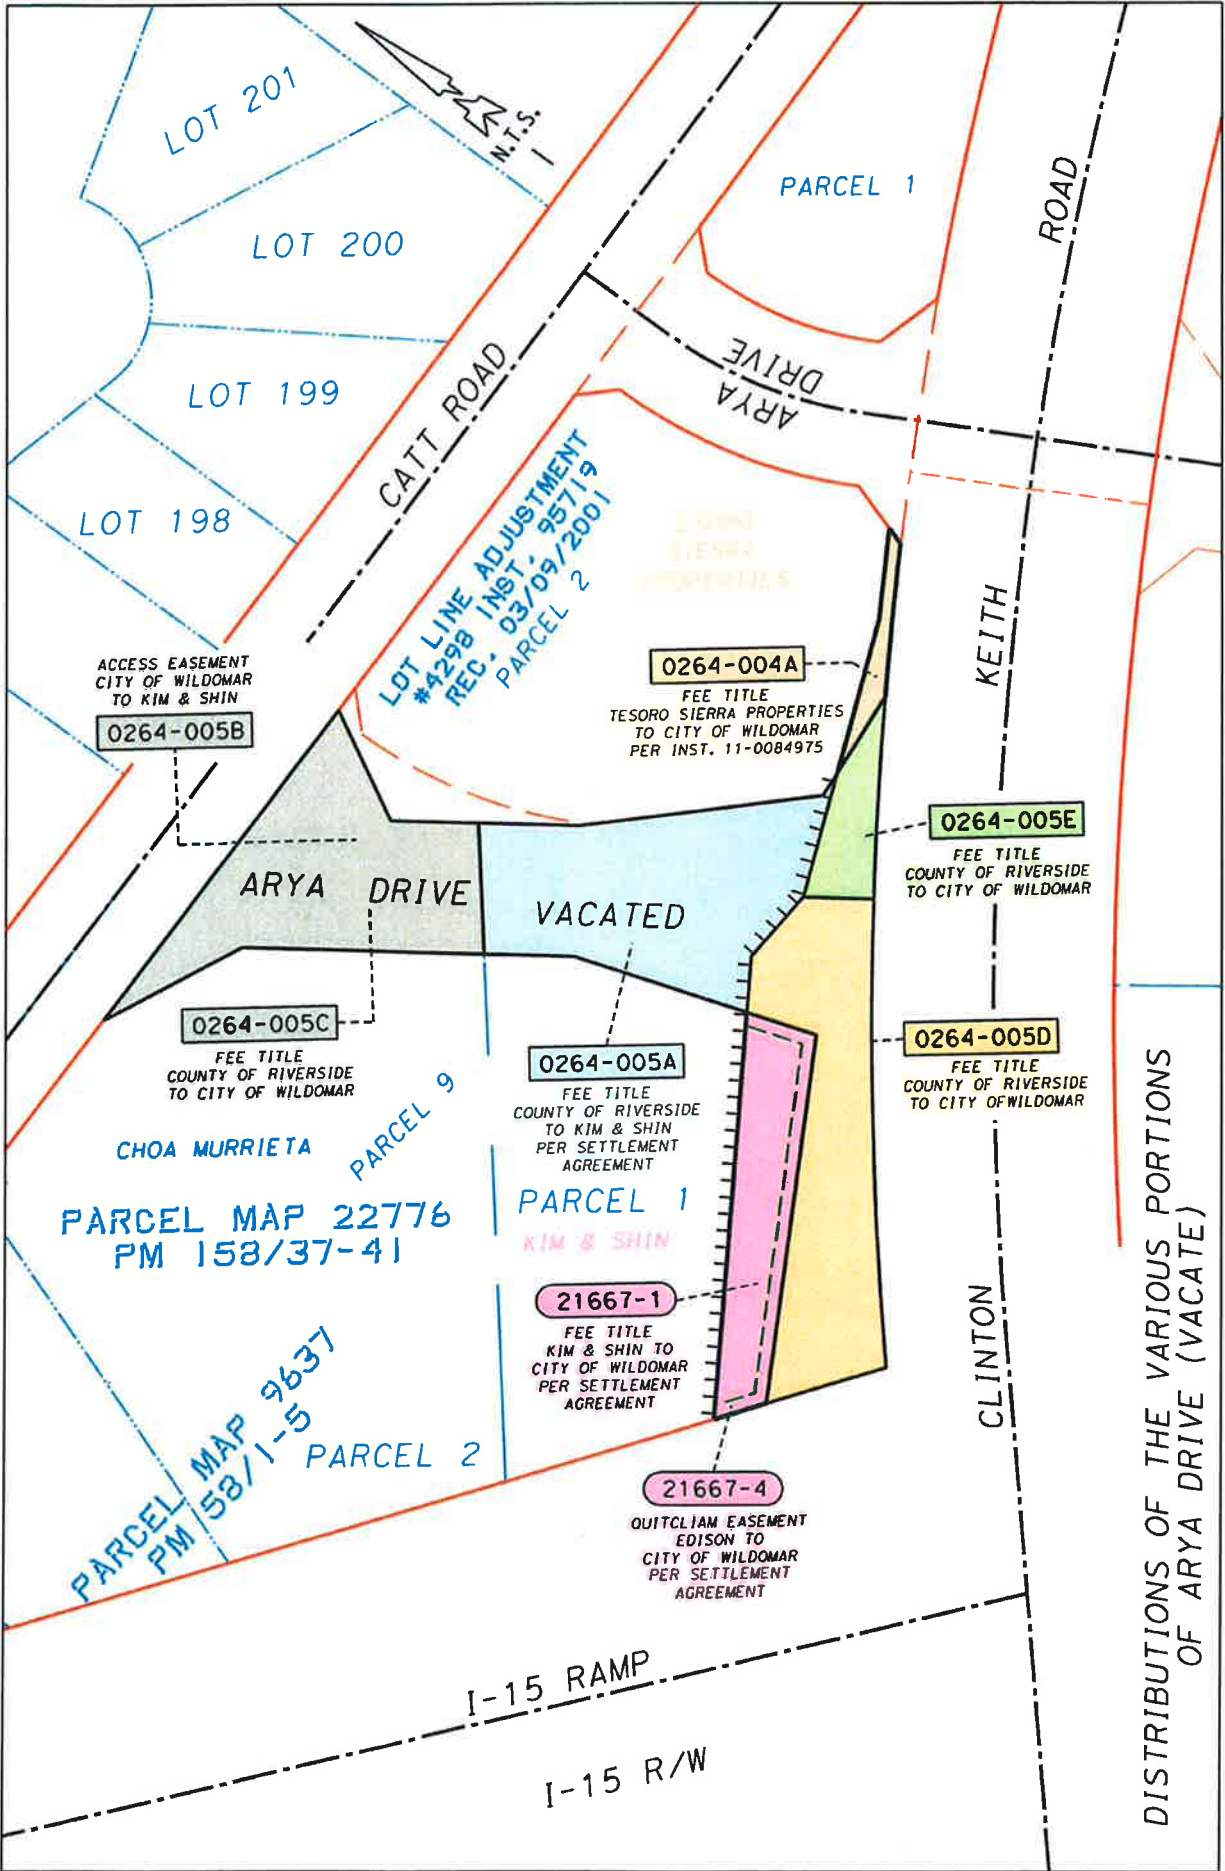 LOT 201
N.T.S.
PARCEL 1
ROAD
LOT 200
ARYA
DRIVE
LOT 199
CATT ROAD
LOT 198
LOT LINE ADJUSTMENT
#4298 INST. 95719
REC. 03/09/2001
PARCEL 2
PROPERTIES
KEITH
ACCESS EASEMENT
CITY OF WILDOMAR
TO KIM & SHIN
0264-005B
0264-004A
FEE TITLE
TESORO SIERRA PROPERTIES
TO CITY OF WILDOMAR
PER INST. 11-0084975
0264-005E
FEE TITLE
COUNTY OF RIVERSIDE
TO CITY OF WILDOMAR
ARYA DRIVE
VACATED
0264-005C
FEE TITLE
COUNTY OF RIVERSIDE
TO CITY OF WILDOMAR
0264-005A
FEE TITLE
COUNTY OF RIVERSIDE
TO KIM & SHIN
PER SETTLEMENT
AGREEMENT
0264-005D
FEE TITLE
COUNTY OF RIVERSIDE
TO CITY OFWILDOMAR
CHOA MURRIETA
PARCEL 9
PARCEL MAP 22776
PM 158/37-41
PARCEL 1
KIM & SHIN
21667-1
FEE TITLE
KIM & SHIN TO
CITY OF WILDOMAR
PER SETTLEMENT
AGREEMENT
CLINTON
PARCEL MAP 9637
PM 58/1-5
PARCEL 2
21667-4
QUITCLIAM EASEMENT
EDISON TO
CITY OF WILDOMAR
PER SETTLEMENT
AGREEMENT
I-15 RAMP
I-15 R/W
DISTRIBUTIONS OF THE VARIOUS PORTIONS
OF ARYA DRIVE (VACATE)